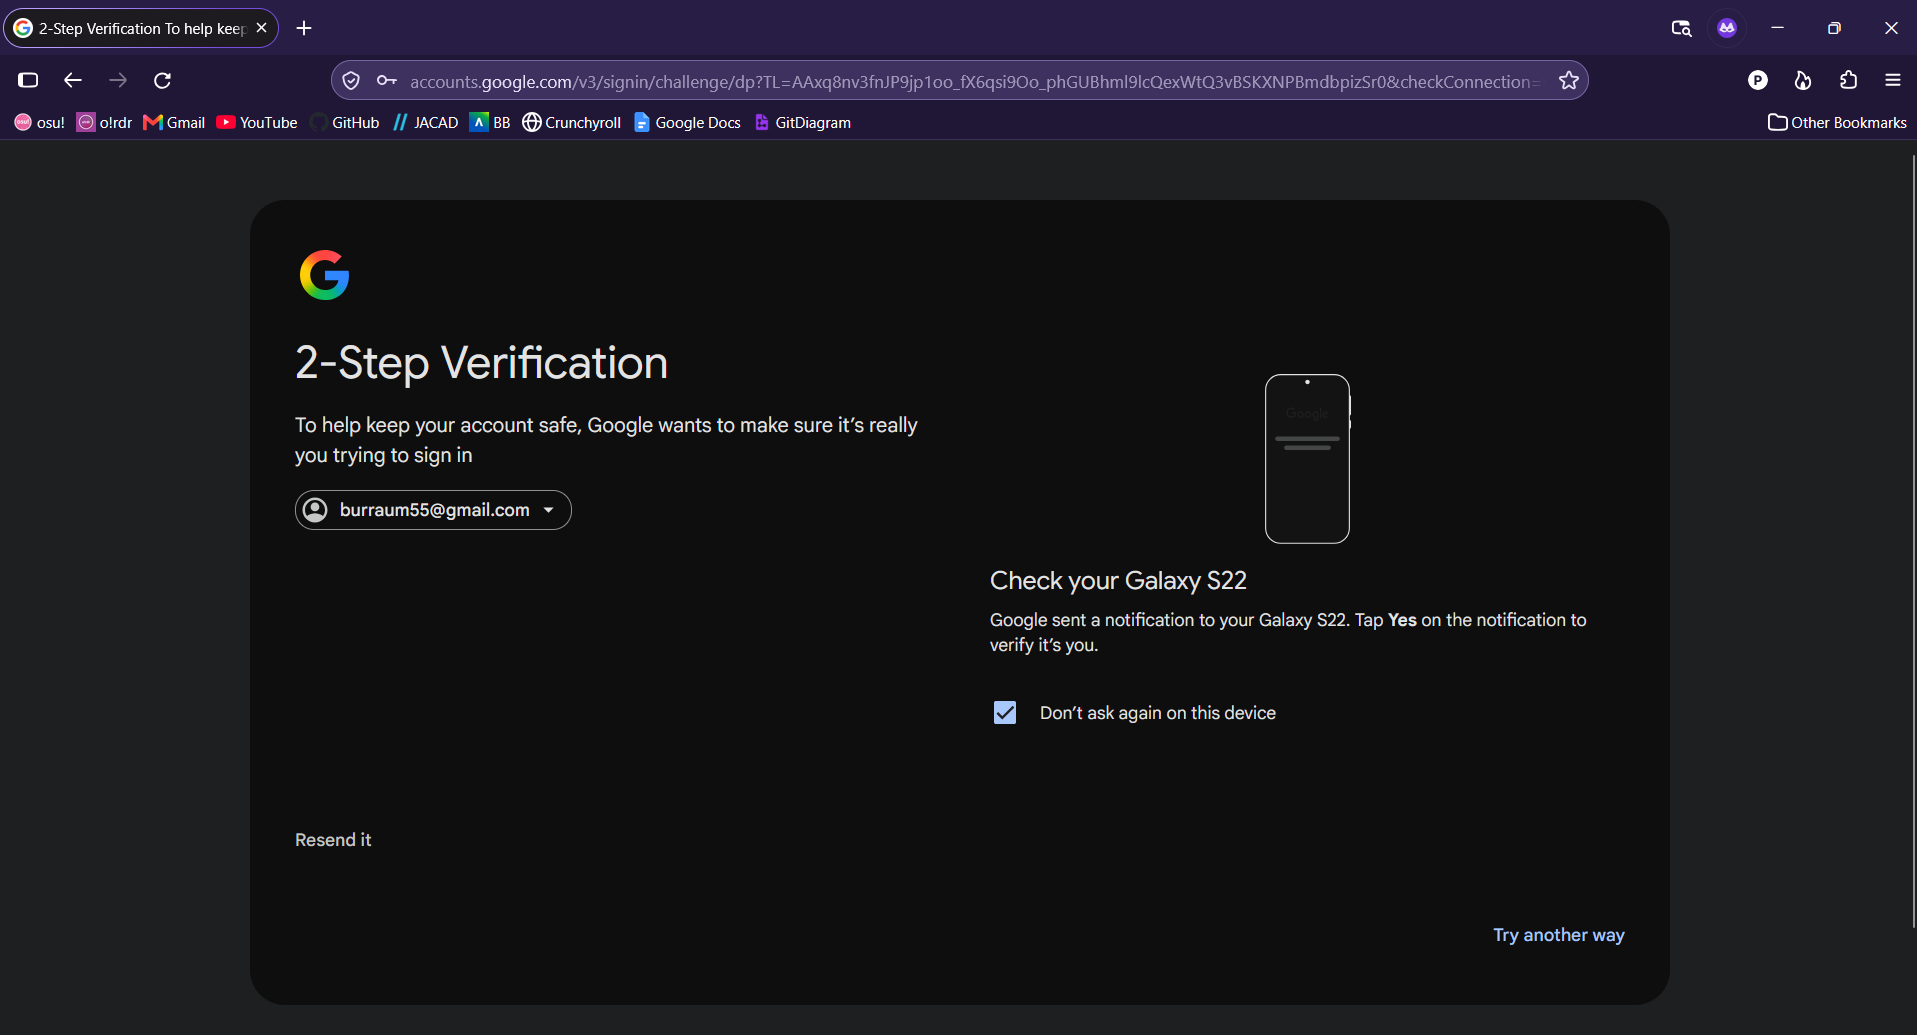 2-Step Verification To help keep
accounts.google.com/v3/signin/challenge/dp?TL=AAxq8nv3fnJP9jp1oo_fX6qsi9Oo_phGUBhml9lcQexWtQ3vBSKXNPBmdbpizSr0&checkConnection=
P
osu! o!rdr Gmail YouTube GitHub JACAD BB Crunchyroll Google Docs GitDiagram Other Bookmarks
2-Step Verification
To help keep your account safe, Google wants to make sure it's really
you trying to sign in
burraum55@gmail.com
Google
Check your Galaxy S22
Google sent a notification to your Galaxy S22. Tap Yes on the notification to
verify it's you.
Don't ask again on this device
Resend it
Try another way